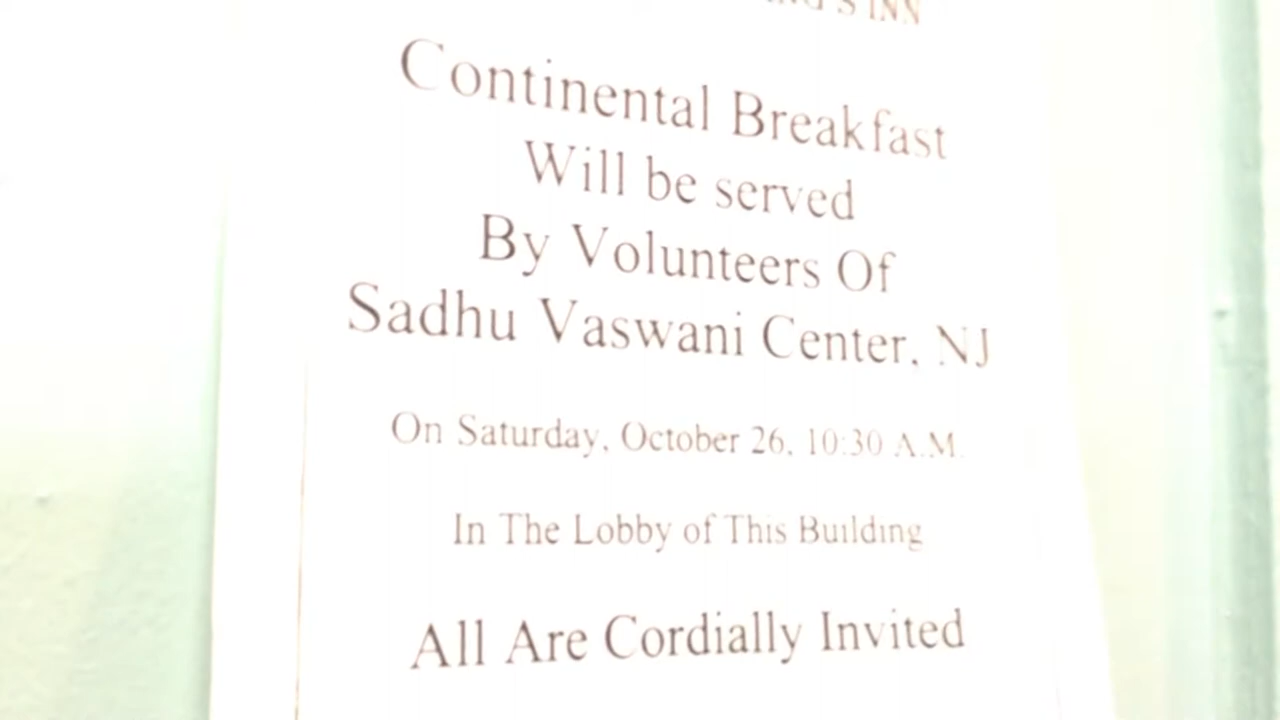 INN
Continental Breakfast
Will be served
By Volunteers Of
Sadhu Vaswani Center, NJ
On Saturday, October 26, 10:30 A.M.
In The Lobby of This Building
All Are Cordially Invited